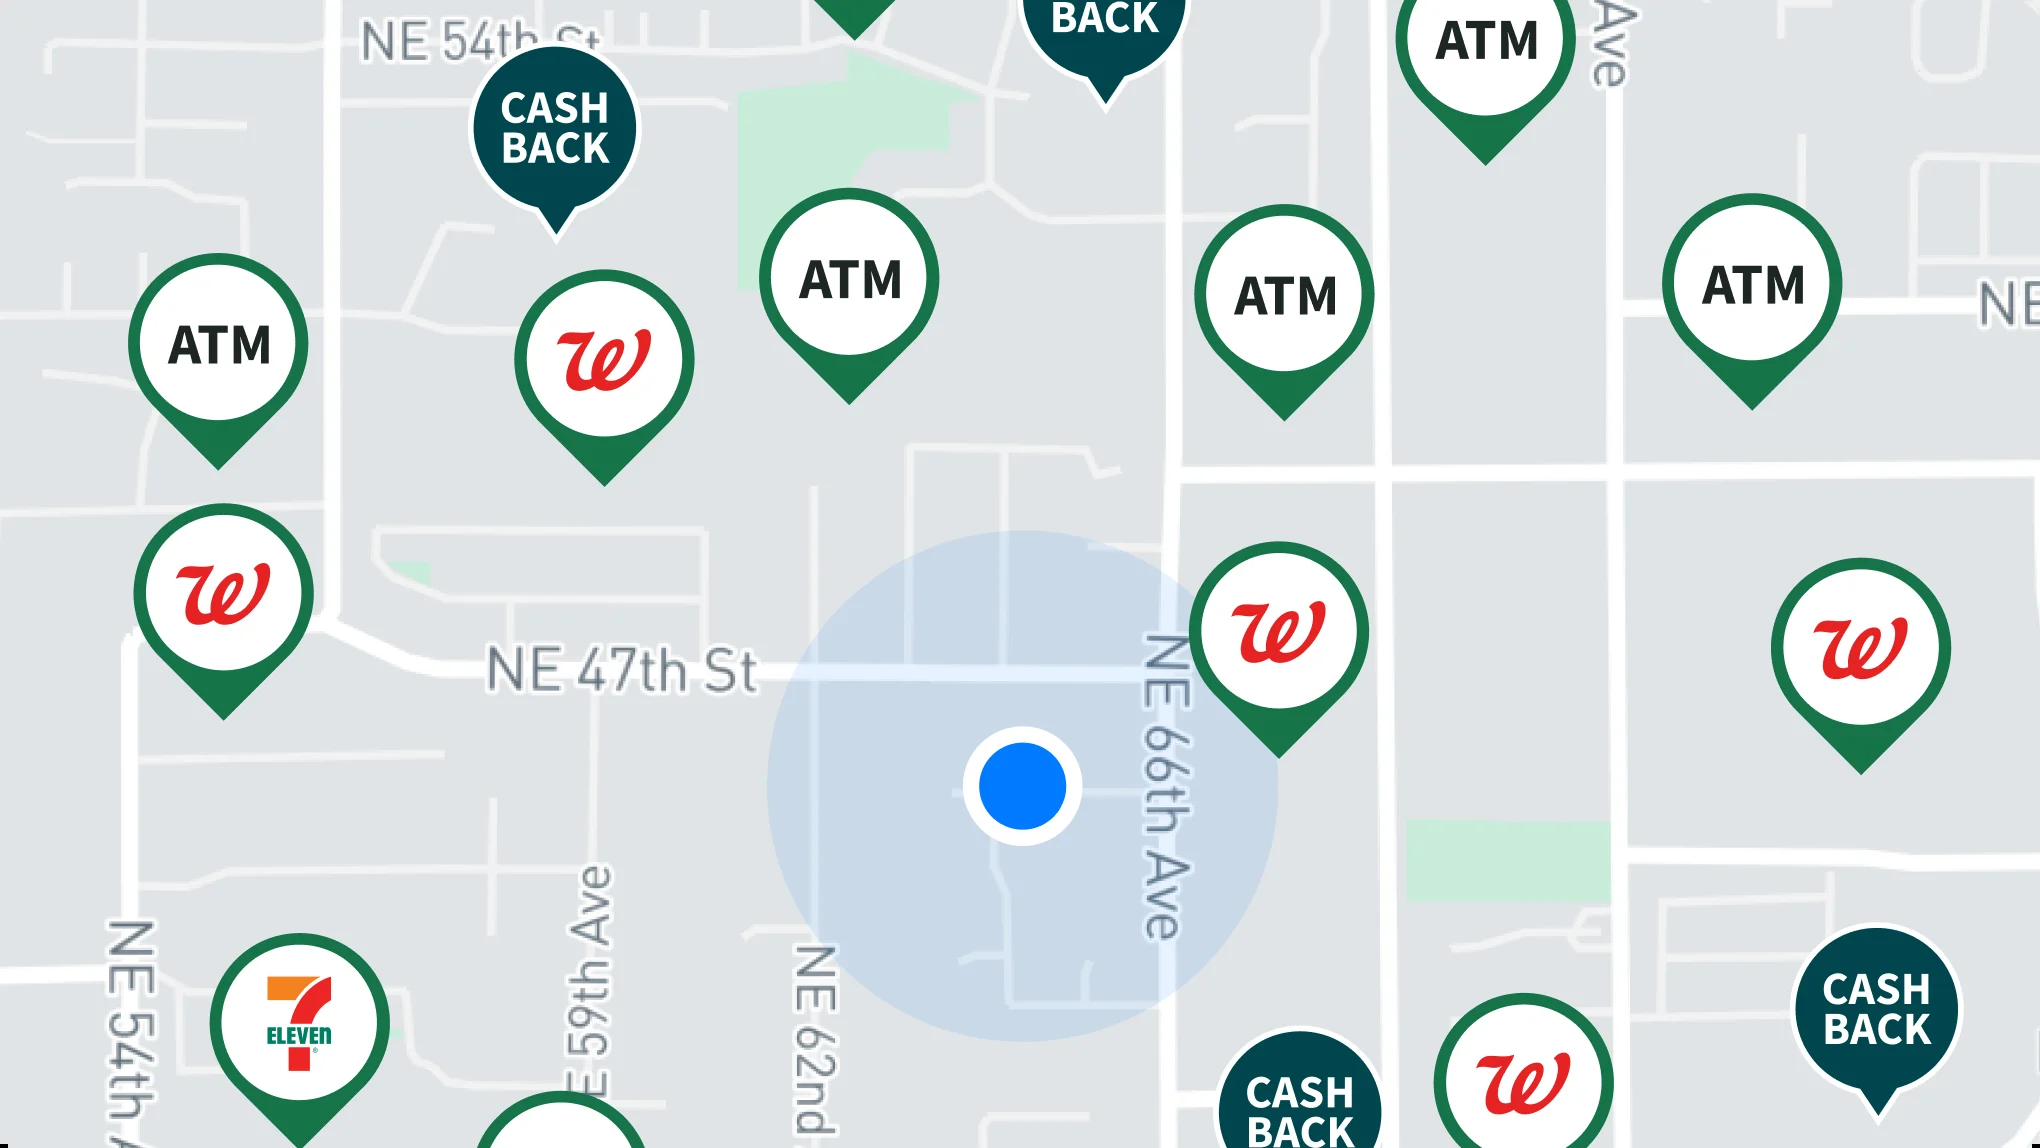 BACK
ATM
Ave
NE 54th St
CASH
BACK
ATM
ATM
ATM
NE
ATM
W
W
W
W
NE 47th St
NE 66th Ave
NE 54th A
E 59th Ave
NE 62nd
7
ELEVEn
CASH
BACK
W
CASH
BACK